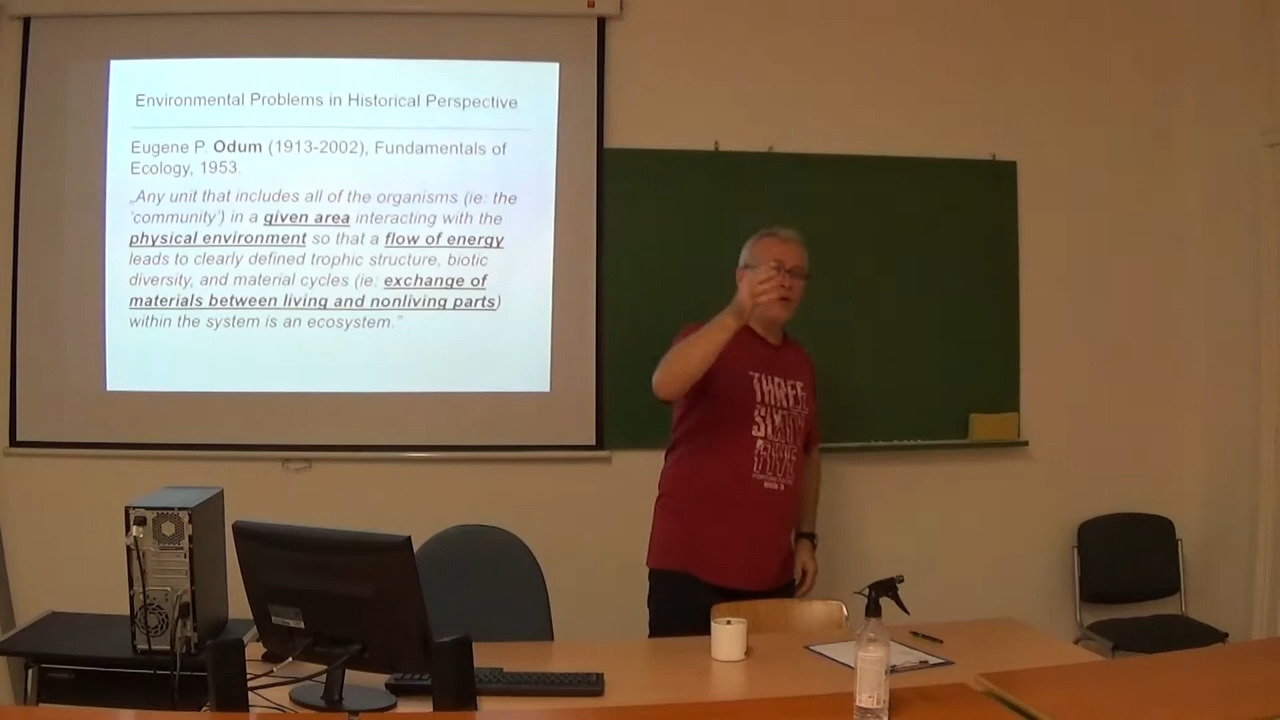 Environmental Problems in Historical Perspective
Eugene P. Odum (1913-2002), Fundamentals of
Ecology, 1953.
„Any unit that includes all of the organisms (ie: the
‘community’) in a given area interacting with the
physical environment so that a flow of energy
leads to clearly defined trophic structure, biotic
diversity, and material cycles (ie: exchange of
materials between living and nonliving parts)
within the system is an ecosystem.”
THREE
SIXTY
FIVE